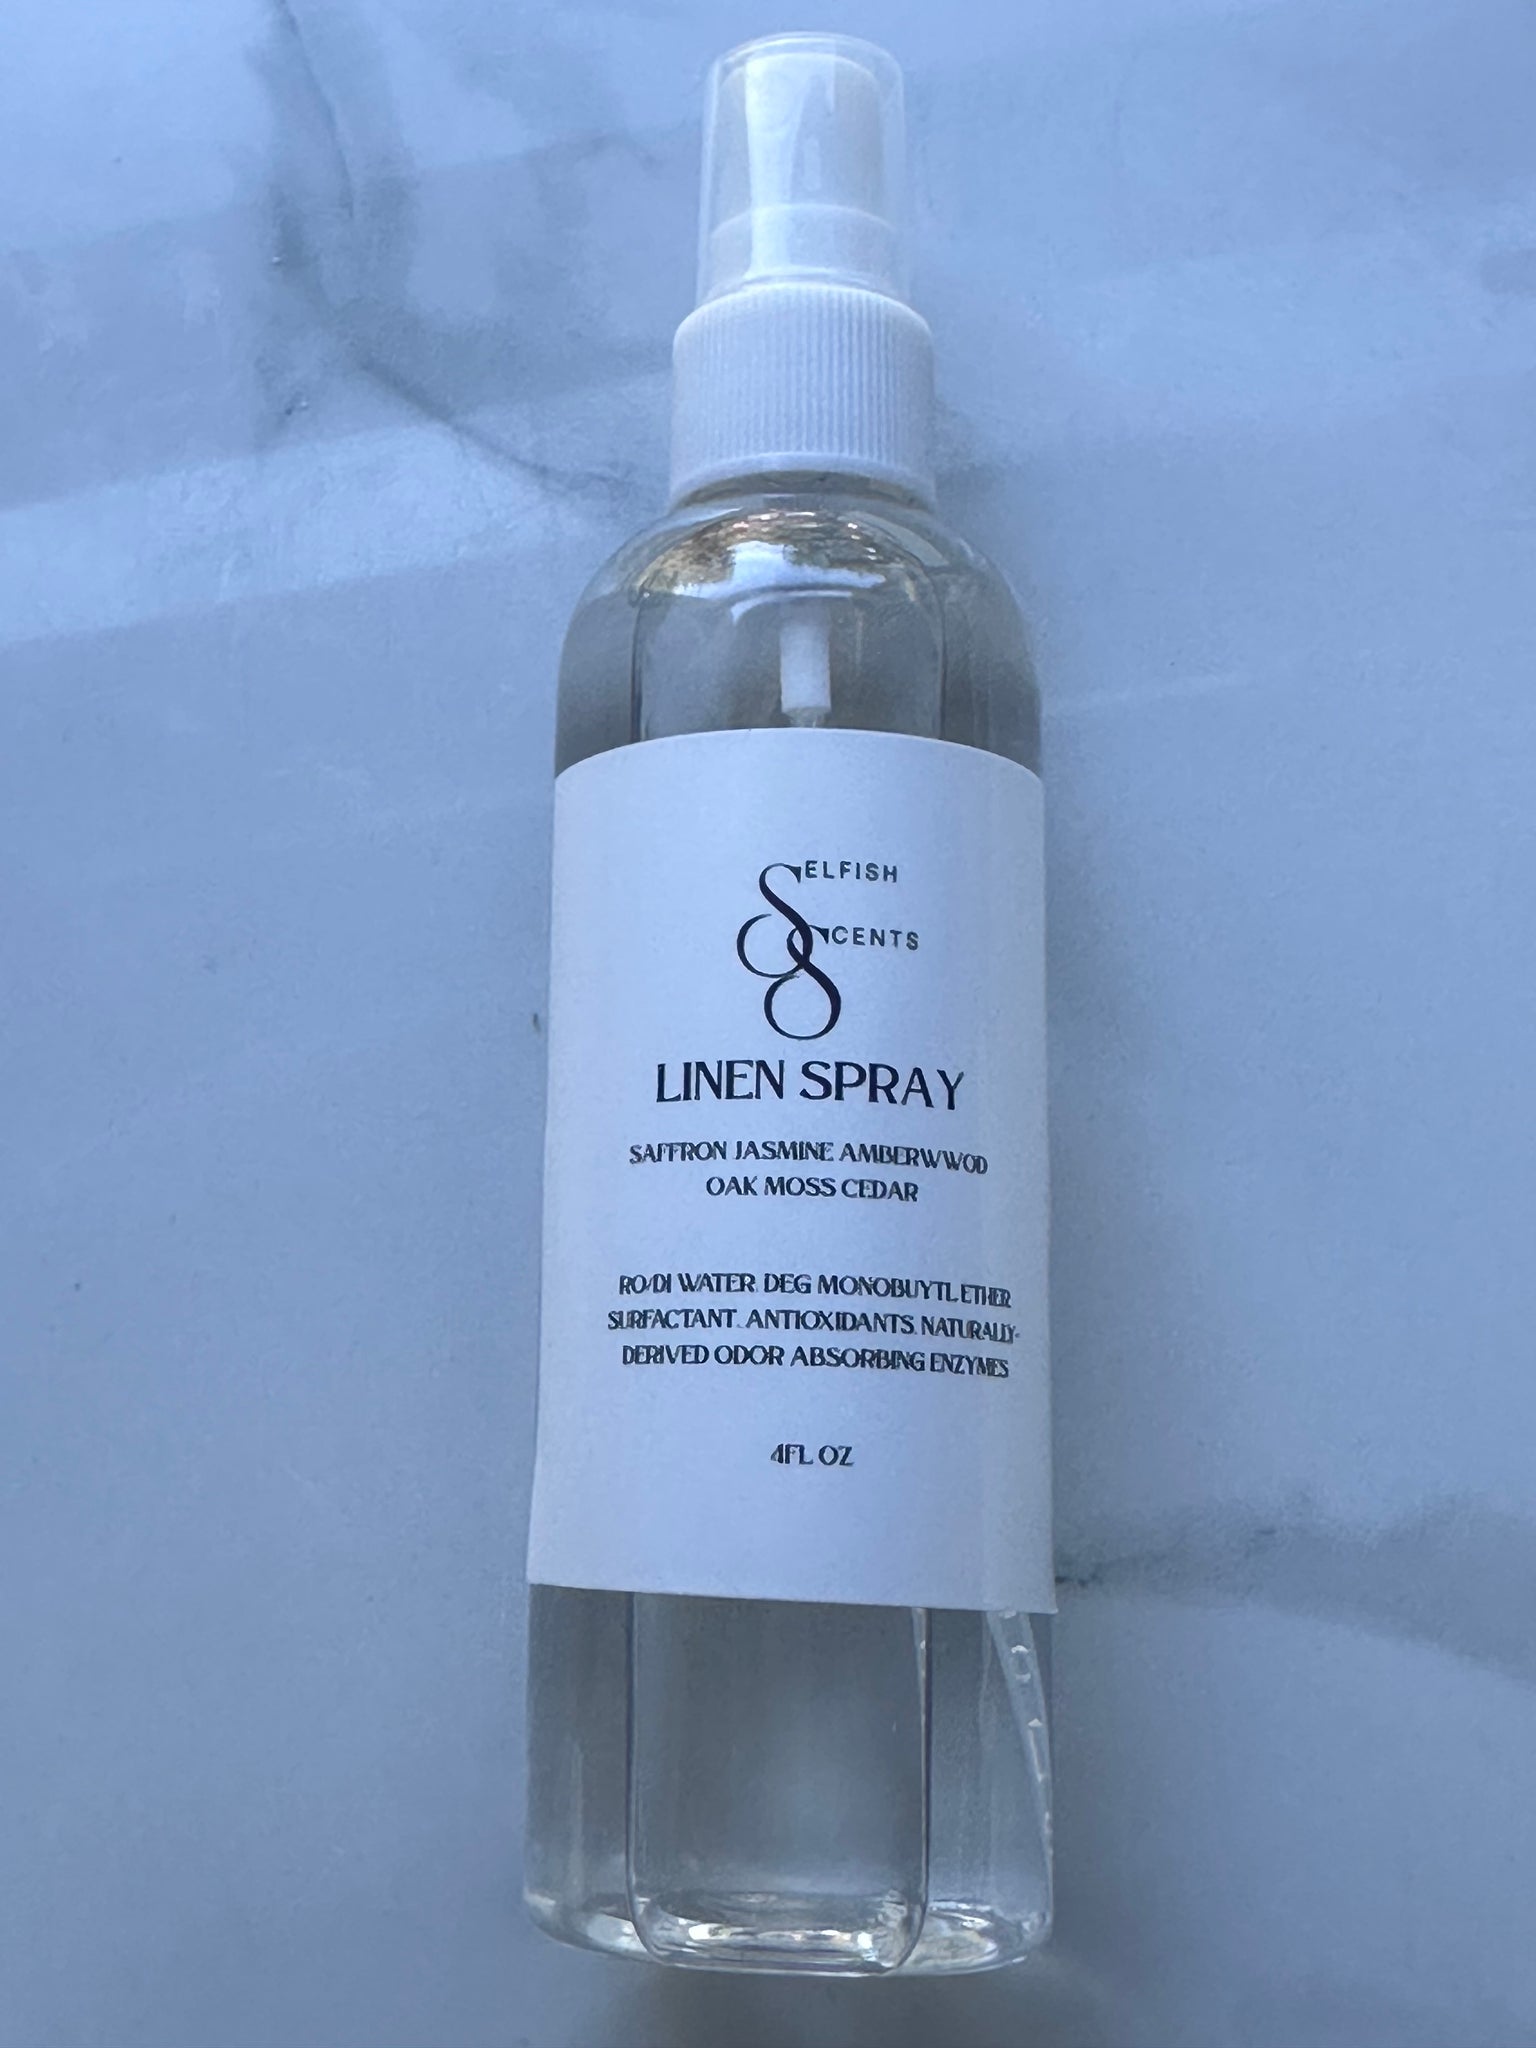 SELFISH
SCENTS
LINEN SPRAY
SAFFRON JASMINE AMBERWWOD
OAK MOSS CEDAR
RO/DI WATER. DEG MONOBUYTL ETHER
SURFACTANT. ANTIOXIDANTS. NATURALLY-
DERIVED ODOR ABSORBING ENZYMES
4FL OZ